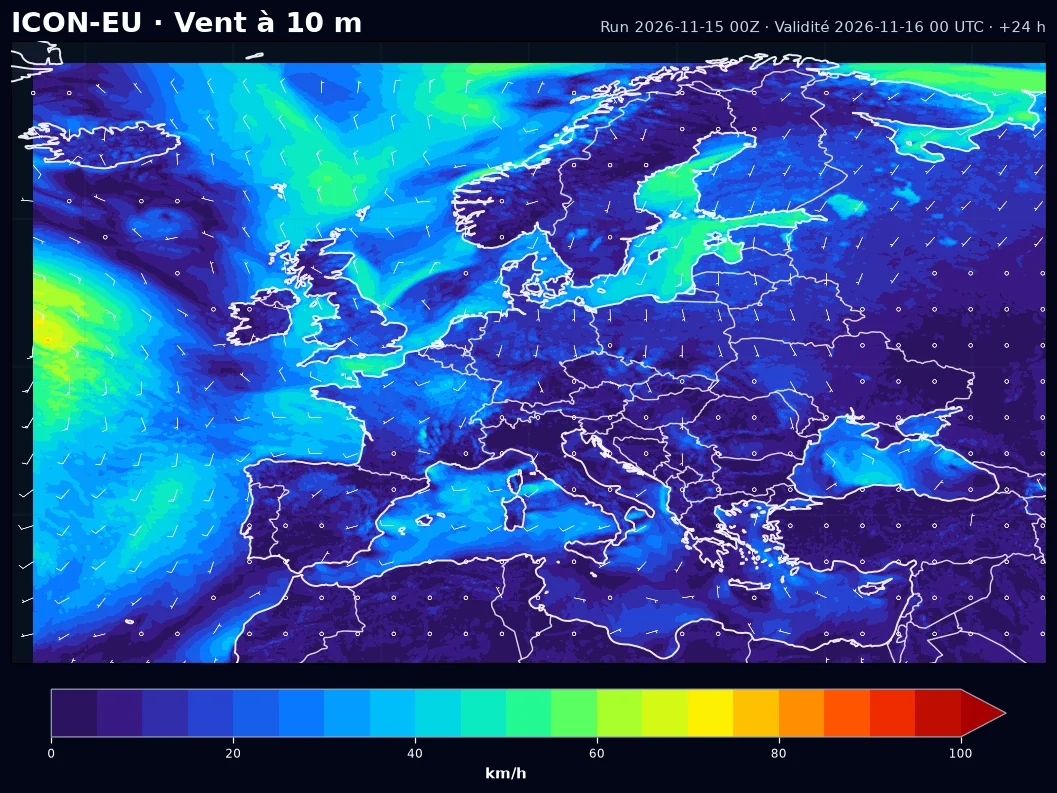 ICON-EU · Vent à 10 m
Run 2026-11-15 00Z · Validité 2026-11-16 00 UTC · +24 h
0 20 40 60 80 100
km/h